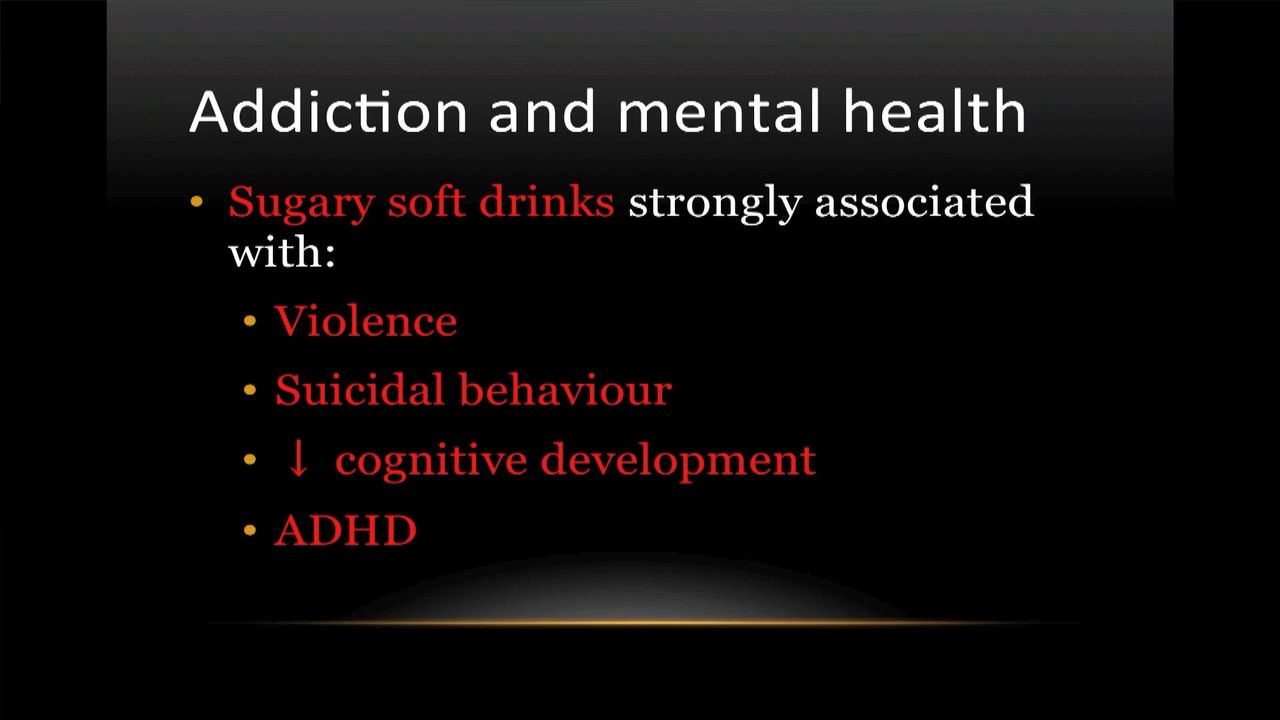 Addiction and mental health
• Sugary soft drinks strongly associated
with:
• Violence
• Suicidal behaviour
• ↓ cognitive development
• ADHD